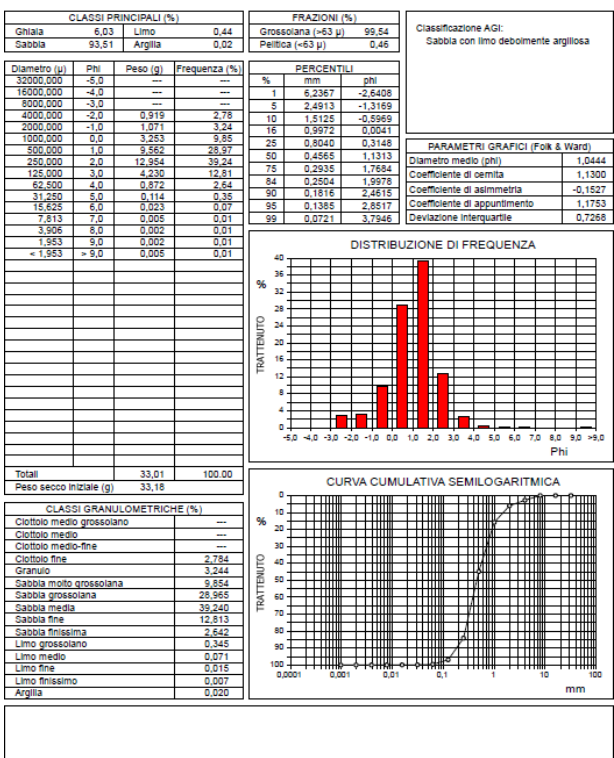 CLASSI PRINCIPALI (%)
Ghiaia 6,03 Limo 0,44
Sabbia 93,51 Argilla 0,02
FRAZIONI (%)
Grossolana (>63 µ) 99,54
Pelitica (<63 µ) 0,46
Classificazione AGI:
Sabbia con limo debolmente argillosa
Diametro (µ) Phi Peso (g) Frequenza (%)
32000,000 -5,0 --- ---
16000,000 -4,0 --- ---
8000,000 -3,0 --- ---
4000,000 -2,0 0,919 2,78
2000,000 -1,0 1,071 3,24
1000,000 0,0 3,253 9,85
500,000 1,0 9,562 28,97
250,000 2,0 12,954 39,24
125,000 3,0 4,230 12,81
62,500 4,0 0,872 2,64
31,250 5,0 0,114 0,35
15,625 6,0 0,023 0,07
7,813 7,0 0,005 0,01
3,906 8,0 0,002 0,01
1,953 9,0 0,002 0,01
< 1,953 > 9,0 0,005 0,01
Totali 33,01 100.00
Peso secco iniziale (g) 33,18
PERCENTILI
% mm phi
1 6,2367 -2,6408
5 2,4913 -1,3169
10 1,5125 -0,5969
16 0,9972 0,0041
25 0,8040 0,3148
50 0,4565 1,1313
75 0,2935 1,7684
84 0,2504 1,9978
90 0,1816 2,4615
95 0,1385 2,8517
99 0,0721 3,7946
PARAMETRI GRAFICI (Folk & Ward)
Diametro medio (phi) 1,0444
Coefficiente di cernita 1,1300
Coefficiente di asimmetria -0,1527
Coefficiente di appuntimento 1,1753
Deviazione interquartile 0,7268
DISTRIBUZIONE DI FREQUENZA
%
TRATTENUTO
40
36
32
28
24
20
16
12
8
4
0
-5,0 -4,0 -3,0 -2,0 -1,0 0,0 1,0 2,0 3,0 4,0 5,0 6,0 7,0 8,0 9,0 >9,0
Phi
CLASSI GRANULOMETRICHE (%)
Ciottolo medio grossolano ---
Ciottolo medio ---
Ciottolo medio-fine ---
Ciottolo fine 2,784
Granulo 3,244
Sabbia molto grossolana 9,854
Sabbia grossolana 28,965
Sabbia media 39,240
Sabbia fine 12,813
Sabbia finissima 2,642
Limo grossolano 0,345
Limo medio 0,071
Limo fine 0,015
Limo finissimo 0,007
Argilla 0,020
CURVA CUMULATIVA SEMILOGARITMICA
%
TRATTENUTO
0
10
20
30
40
50
60
70
80
90
100
0,0001 0,001 0,01 0,1 1 10 100
mm